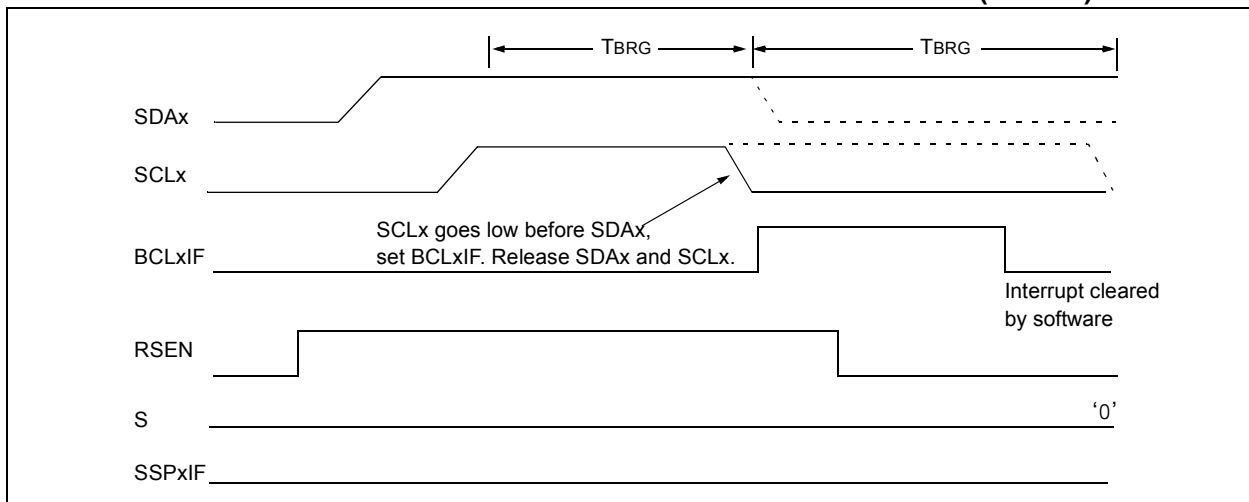 TBRG TBRG
SDAx
SCLx
SCLx goes low before SDAx,
set BCLxIF. Release SDAx and SCLx.
BCLxIF
Interrupt cleared
by software
RSEN
S
‘0’
SSPxIF